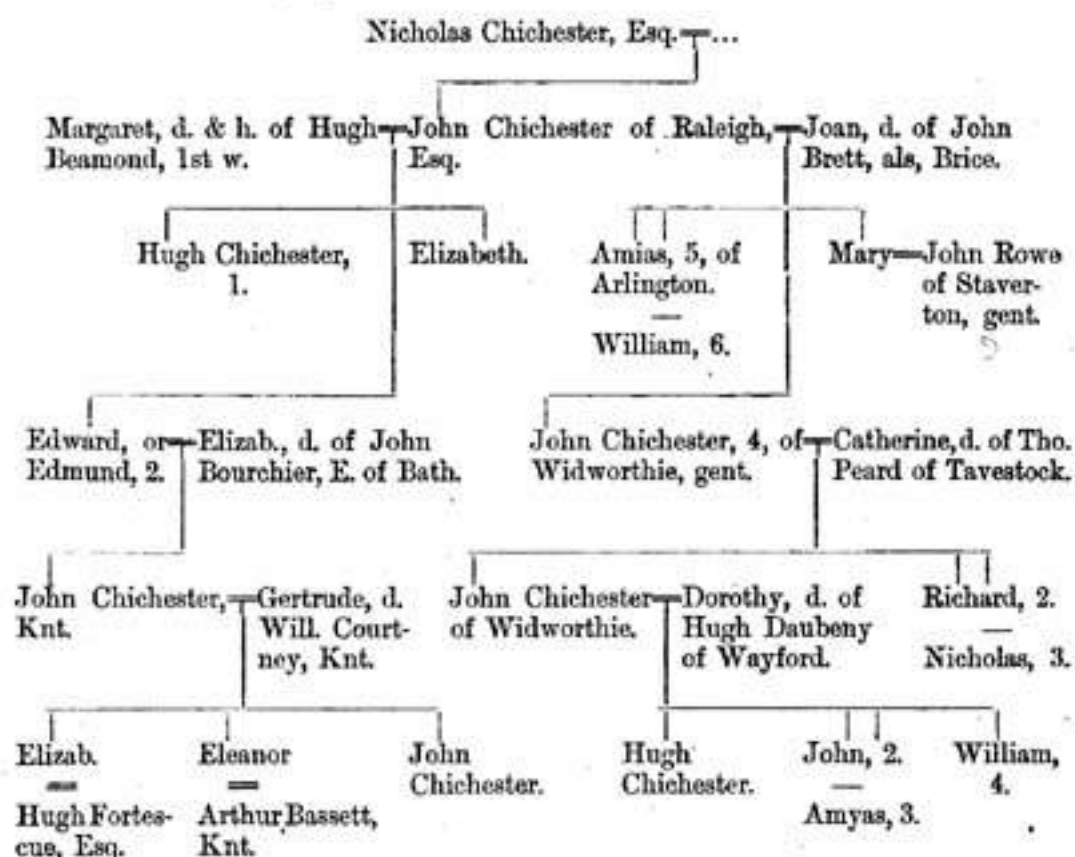 Nicholas Chichester, Esq.=...
Margaret, d. & h. of Hugh=John Chichester of Raleigh,=Joan, d. of John
Beamond, 1st w. Esq. Brett, als, Brice.
Hugh Chichester, Elizabeth. Amias, 5, of Mary=John Rowe
1. Arlington. of Staver-
— ton, gent.
William, 6.
Edward, or=Elizab., d. of John John Chichester, 4, of=Catherine, d. of Tho.
Edmund, 2. Bourchier, E. of Bath. Widworthie, gent. Peard of Tavestock.
John Chichester,=Gertrude, d. John Chichester=Dorothy, d. of Richard, 2.
Knt. Will. Court- of Widworthie. Hugh Daubeny —
ney, Knt. of Wayford. Nicholas, 3.
Elizab. Eleanor John Hugh John, 2. William,
= = Chichester. Chichester. — 4.
Hugh Fortes- Arthur Bassett, Amyas, 3.
cue, Esq. Knt.